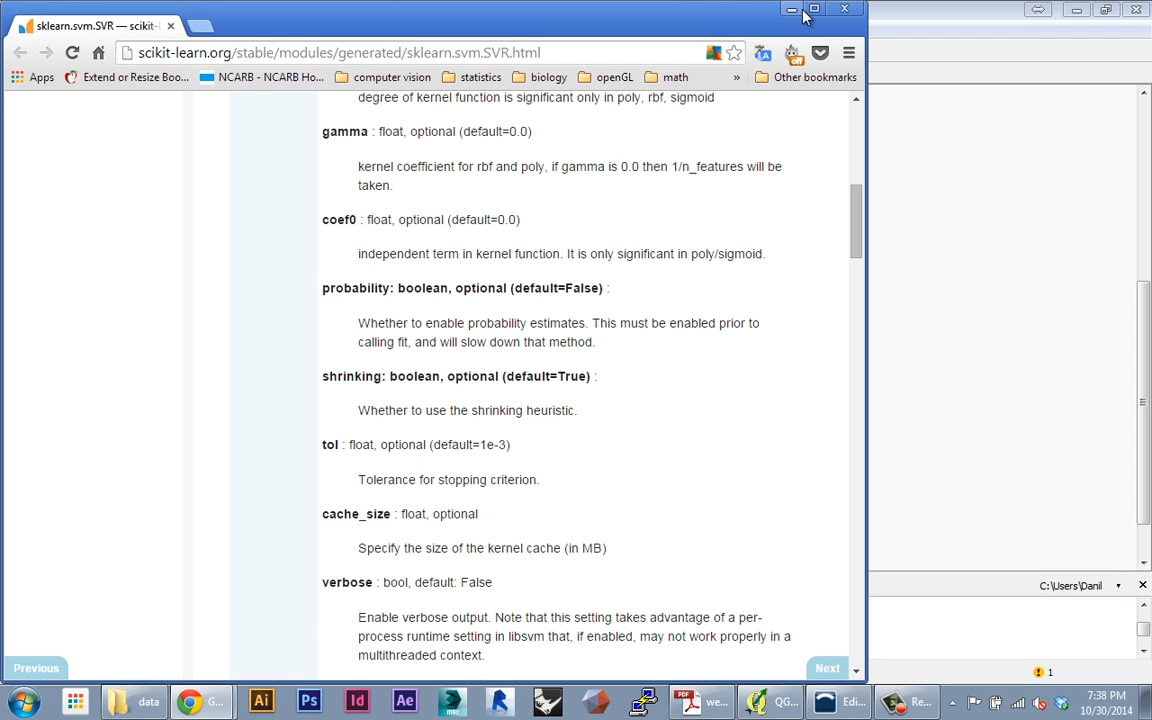 sklearn.svm.SVR — scikit-
scikit-learn.org/stable/modules/generated/sklearn.svm.SVR.html
off
Apps Extend or Resize Boo... NCARB - NCARB Ho... computer vision statistics biology openGL math » Other bookmarks
degree of kernel function is significant only in poly, rbf, sigmoid
gamma : float, optional (default=0.0)
kernel coefficient for rbf and poly, if gamma is 0.0 then 1/n_features will be
taken.
coef0 : float, optional (default=0.0)
independent term in kernel function. It is only significant in poly/sigmoid.
probability: boolean, optional (default=False) :
Whether to enable probability estimates. This must be enabled prior to
calling fit, and will slow down that method.
shrinking: boolean, optional (default=True) :
Whether to use the shrinking heuristic.
tol : float, optional (default=1e-3)
Tolerance for stopping criterion.
cache_size : float, optional
Specify the size of the kernel cache (in MB)
verbose : bool, default: False
C:\Users\Danil
Enable verbose output. Note that this setting takes advantage of a per-
process runtime setting in libsvm that, if enabled, may not work properly in a
multithreaded context.
Previous Next
1
data G... Ai Ps Id Ae R PDF we... QG... Edi... Re...
7:38 PM
10/30/2014